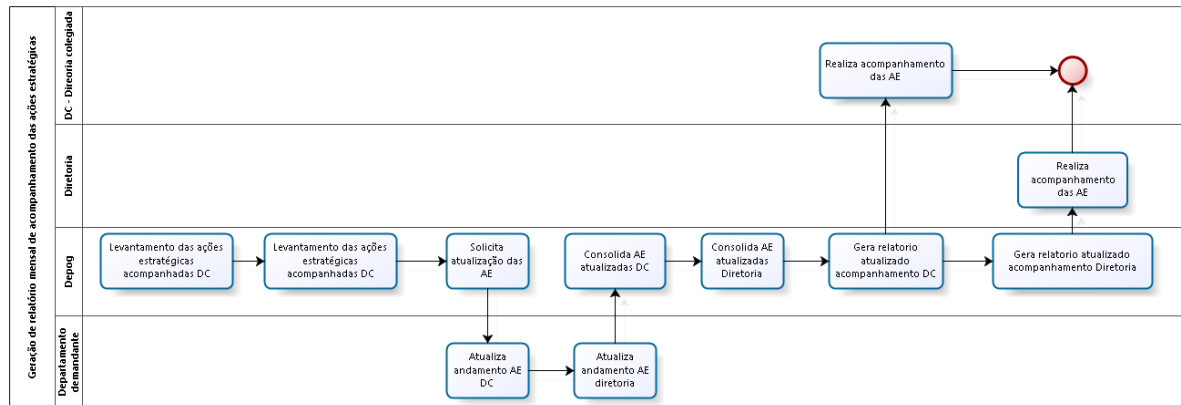 Geração de relatório mensal de acompanhamento das ações estratégicas
DC - Direoria colegiada
Realiza acompanhamento
das AE
Diretoria
Realiza
acompanhamento
das AE
Depog
Levantamento das ações
estratégicas
acompanhadas DC
Levantamento das ações
estratégicas
acompanhadas DC
Solicita
atualização das
AE
Consolida AE
atualizadas DC
Consolida AE
atualizadas
Diretoria
Gera relatorio
atualizado
acompanhamento DC
Gera relatorio atualizado
acompanhamento Diretoria
Departamento
demandante
Atualiza
andamento AE
DC
Atualiza
andamento AE
diretoria